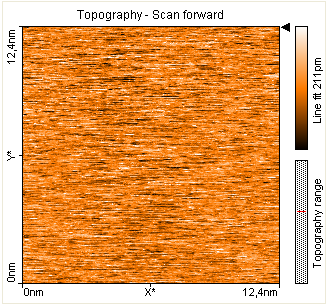 Topography - Scan forward
12,4nm
Y*
0nm
0nm
X*
12,4nm
Line fit 211pm
Topography range